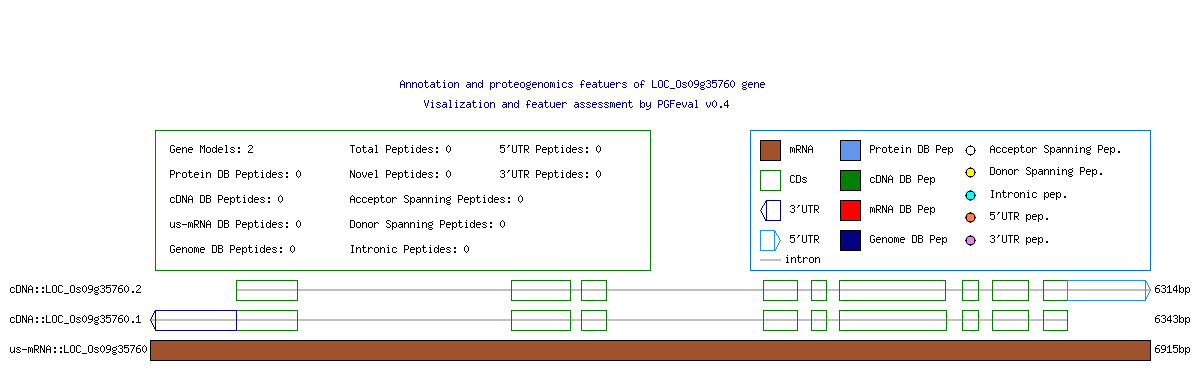 Annotation and proteogenomics featuers of LOC_Os09g35760 gene
Visalization and featuer assessment by PGFeval v0.4
Gene Models: 2 Total Peptides: 0 5'UTR Peptides: 0
Protein DB Peptides: 0 Novel Peptides: 0 3'UTR Peptides: 0
cDNA DB Peptides: 0 Acceptor Spanning Peptides: 0
us-mRNA DB Peptides: 0 Donor Spanning Peptides: 0
Genome DB Peptides: 0 Intronic Peptides: 0
mRNA Protein DB Pep Acceptor Spanning Pep.
CDs cDNA DB Pep Donor Spanning Pep.
3'UTR mRNA DB Pep Intronic pep.
5'UTR Genome DB Pep 5'UTR pep.
intron 3'UTR pep.
cDNA::LOC_Os09g35760.2 6314bp
cDNA::LOC_Os09g35760.1 6343bp
us-mRNA::LOC_Os09g35760 6915bp